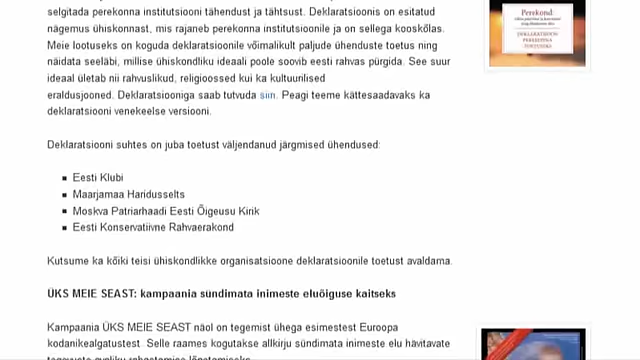 selgitada perekonna institutsiooni tähendust ja tähtsust. Deklaratsioonis on esitatud
nägemus ühiskonnast, mis rajaneb perekonna institutsioonile ja on sellega kooskõlas.
Meie lootuseks on koguda deklaratsioonile võimalikult paljude ühenduste toetus ning
näidata seeläbi, millise ühiskondliku ideaali poole soovib eesti rahvas pürgida. See suur
ideaal ületab nii rahvuslikud, religioossed kui ka kultuurilised
eraldusjooned. Deklaratsiooniga saab tutvuda siin. Peagi teeme kättesaadavaks ka
deklaratsiooni venekeelse versiooni.
Deklaratsiooni suhtes on juba toetust väljendanud järgmised ühendused:
Eesti Klubi
Maarjamaa Haridusselts
Moskva Patriarhaadi Eesti Õigeusu Kirik
Eesti Konservatiivne Rahvaerakond
Kutsume ka kõiki teisi ühiskondlikke organisatsioone deklaratsioonile toetust avaldama.
ÜKS MEIE SEAST: kampaania sündimata inimeste eluõiguse kaitseks
Kampaania ÜKS MEIE SEAST näol on tegemist ühega esimestest Euroopa
kodanikealgatustest. Selle raames kogutakse allkirju sündimata inimeste elu hävitavate
Perekond:
DEKLARATSIOON
PEREKONNA
TOETUSEKS